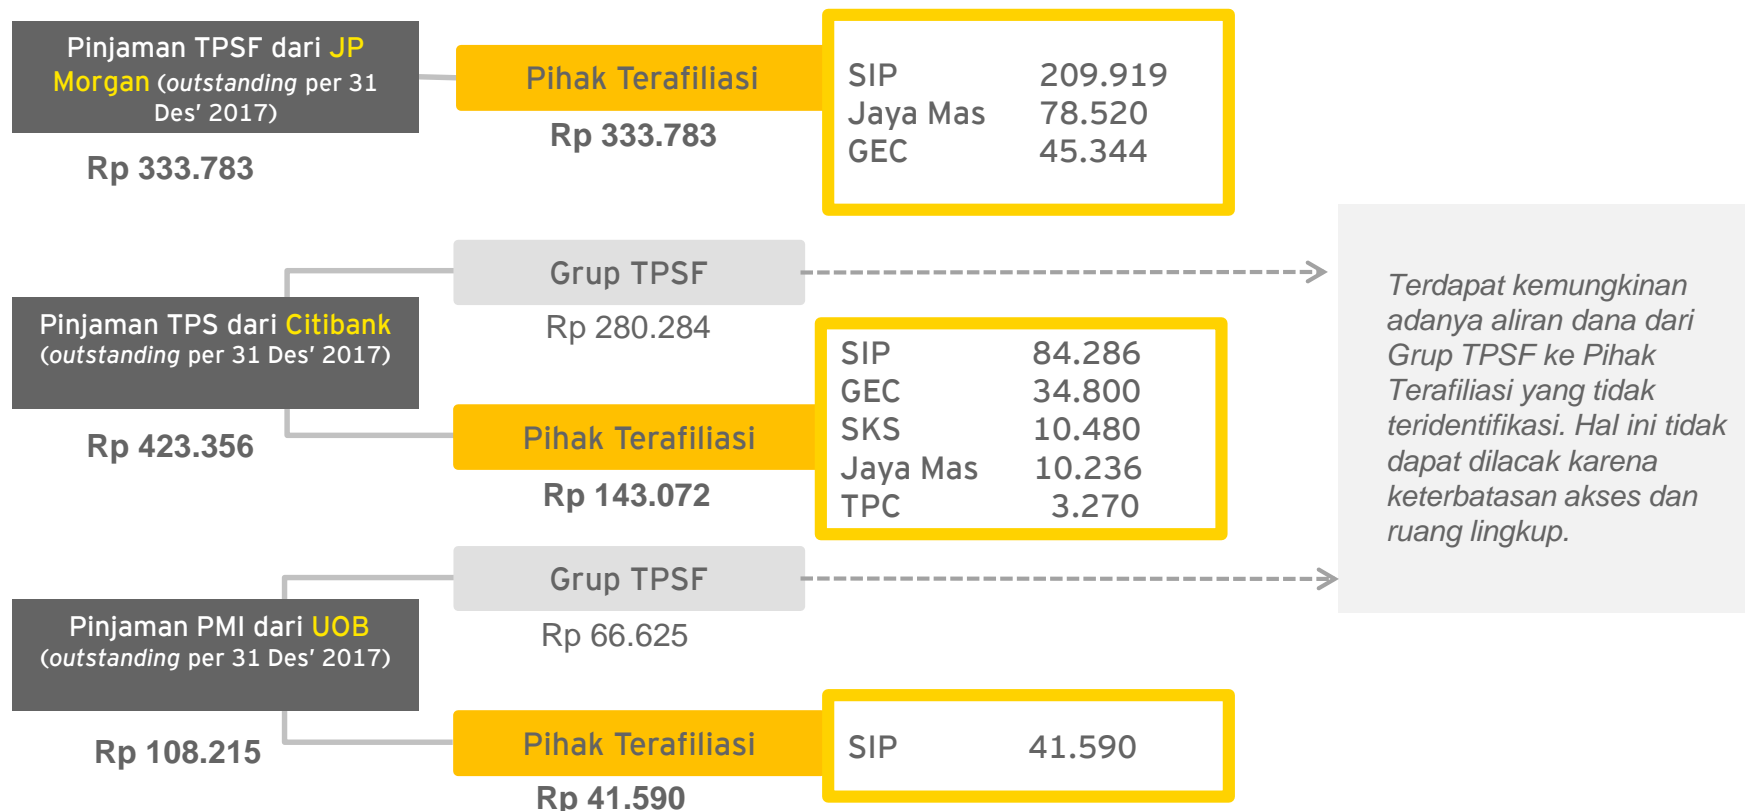 Pinjaman TPSF dari JP
Morgan (outstanding per 31
Des’ 2017)
Rp 333.783
Pihak Terafiliasi
Rp 333.783
SIP 209.919
Jaya Mas 78.520
GEC 45.344
Pinjaman TPS dari Citibank
(outstanding per 31 Des’ 2017)
Rp 423.356
Grup TPSF
Rp 280.284
Pihak Terafiliasi
Rp 143.072
SIP 84.286
GEC 34.800
SKS 10.480
Jaya Mas 10.236
TPC 3.270
Pinjaman PMI dari UOB
(outstanding per 31 Des’ 2017)
Rp 108.215
Grup TPSF
Rp 66.625
Pihak Terafiliasi
Rp 41.590
SIP 41.590
Terdapat kemungkinan
adanya aliran dana dari
Grup TPSF ke Pihak
Terafiliasi yang tidak
teridentifikasi. Hal ini tidak
dapat dilacak karena
keterbatasan akses dan
ruang lingkup.